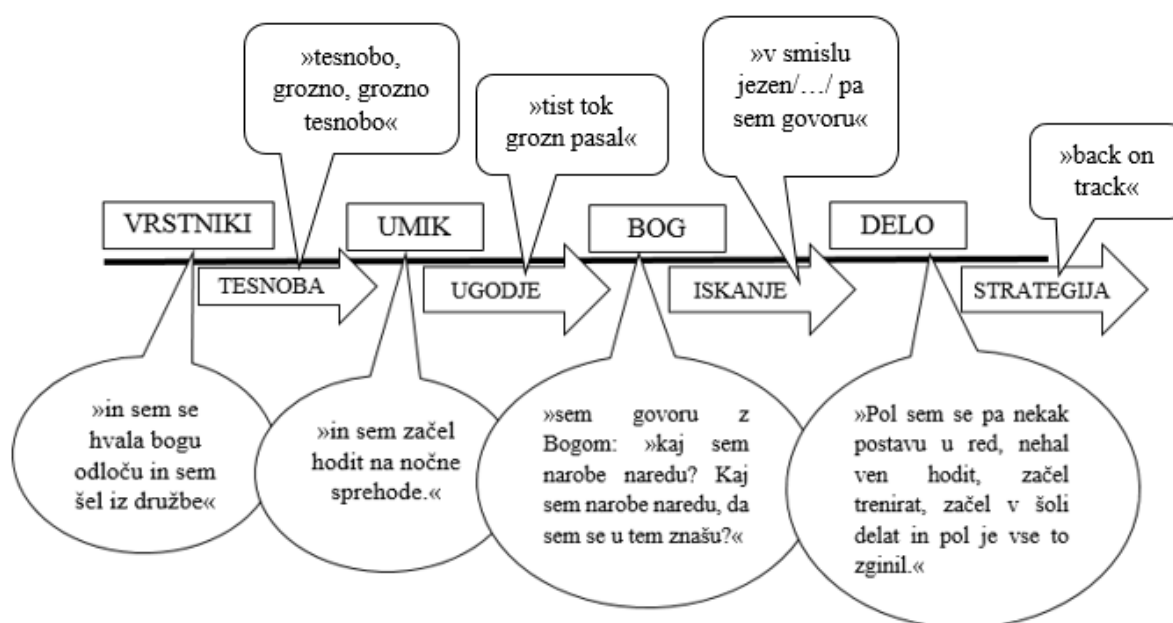 »tesnobo,
grozno, grozno
tesnobo«
»tist tok
grozn pasal«
»v smislu
jezen/…/ pa
sem govoru«
»back on
track«
VRSTNIKI
UMIK
BOG
DELO
TESNOBA
UGODJE
ISKANJE
STRATEGIJA
»in sem se
hvala bogu
odloču in sem
šel iz družbe«
»in sem začel
hodit na nočne
sprehode.«
»sem govoru z
Bogom: »kaj sem
narobe naredu? Kaj
sem narobe naredu, da
sem se u tem znašu?«
»Pol sem se pa nekak
postavu u red, nehal
ven hodit, začel
trenirat, začel v šoli
delat in pol je vse to
zginil.«